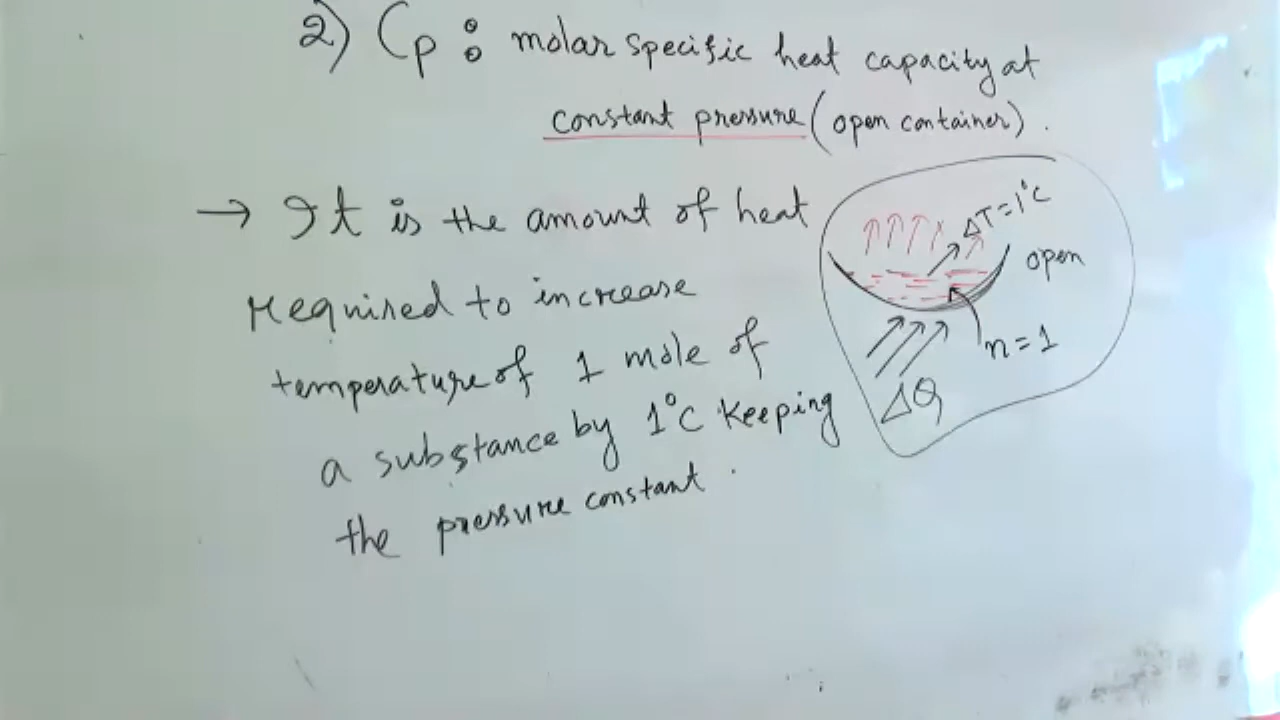 2) Cp : molar specific heat capacity at
constant pressure (open container).
→ It is the amount of heat
required to increase
temperature of 1 mole of
a substance by 1°C keeping
the pressure constant.
ΔT=1°C
open
n=1
ΔQ